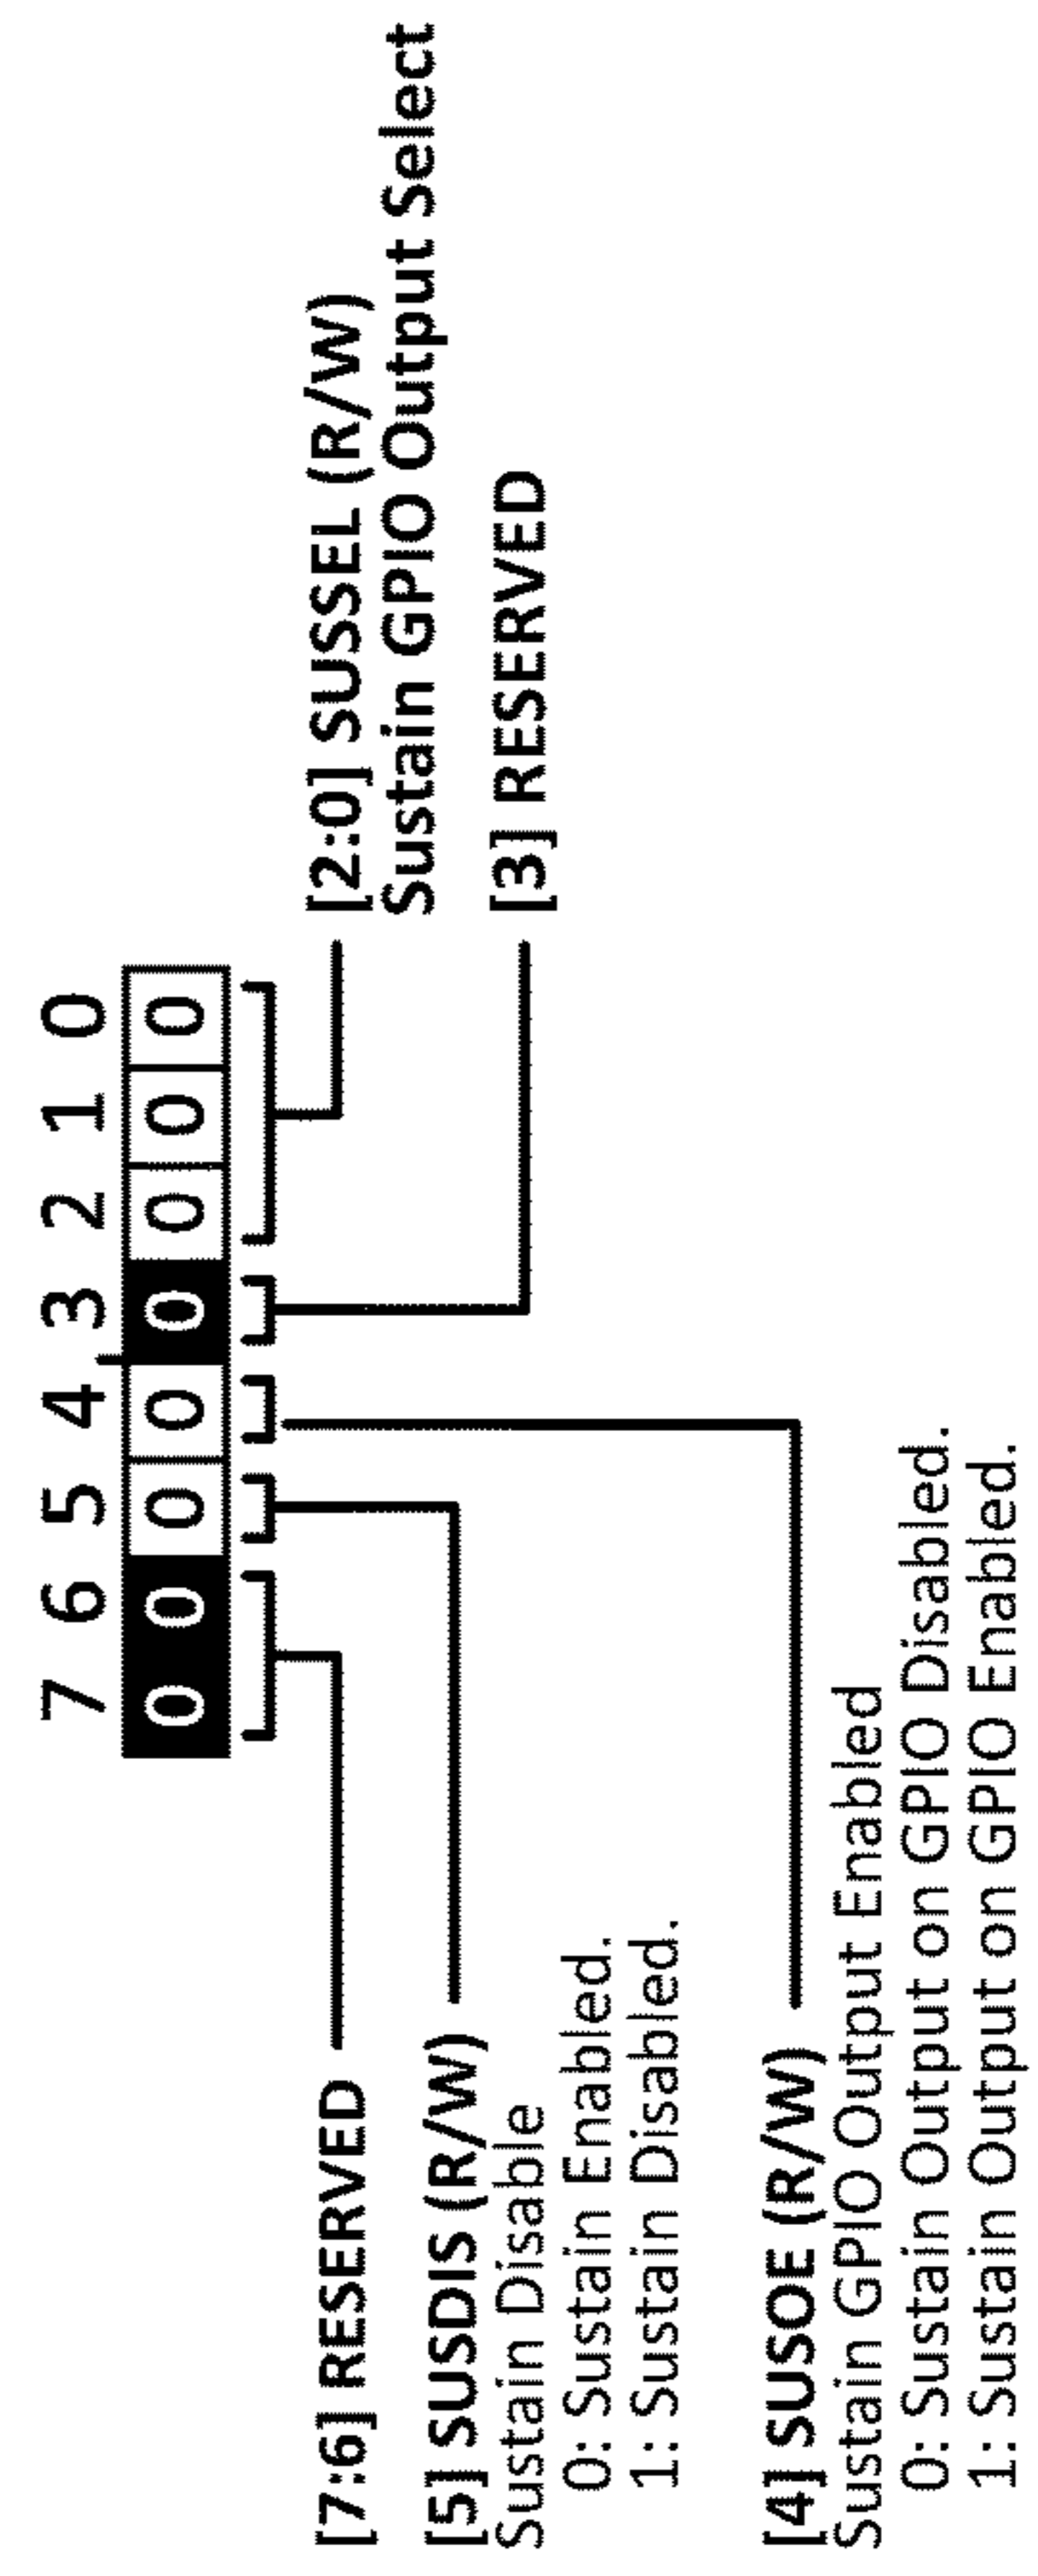 7 6 5 4 3 2 1 0
0 0 0 0 0 0 0 0
[7:6] RESERVED
[5] SUSDIS (R/W)
Sustain Disable
0: Sustain Enabled.
1: Sustain Disabled.
[4] SUSOE (R/W)
Sustain GPIO Output Enabled
0: Sustain Output on GPIO Disabled.
1: Sustain Output on GPIO Enabled.
[2:0] SUSSEL (R/W)
Sustain GPIO Output Select
[3] RESERVED